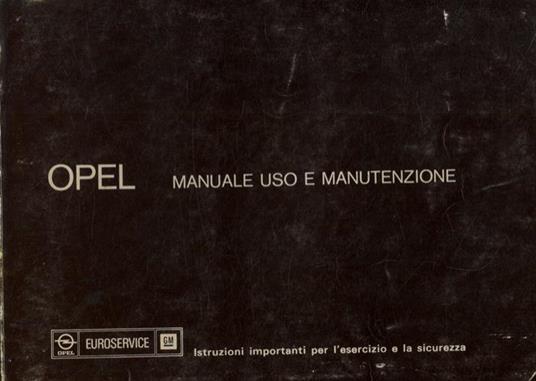 OPEL MANUALE USO E MANUTENZIONE
OPEL EUROSERVICE GM Istruzioni importanti per l'esercizio e la sicurezza